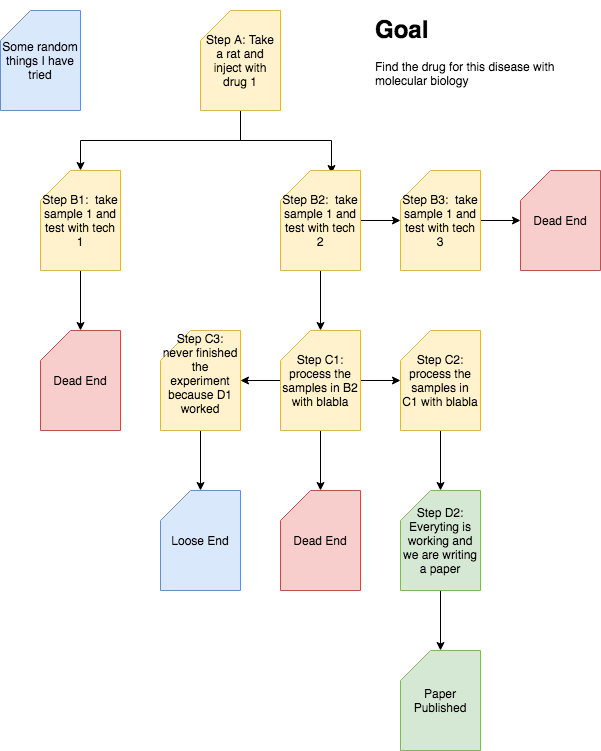 Some random
things I have
tried
Step A: Take
a rat and
inject with
drug 1
Goal
Find the drug for this disease with
molecular biology
Step B1:  take
sample 1 and
test with tech
1
Step B2:  take
sample 1 and
test with tech
2
Step B3:  take
sample 1 and
test with tech
3
Dead End
Dead End
Step C3:
never finished
the
experiment
because D1
worked
Step C1:
process the
samples in B2
with blabla
Step C2:
process the
samples in
C1 with blabla
Loose End
Dead End
Step D2:
Everyting is
working and
we are writing
a paper
Paper
Published